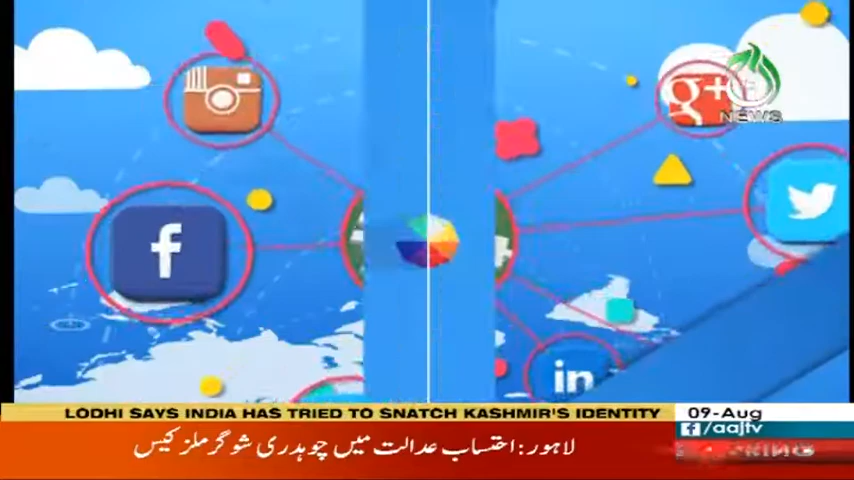 g+
NEWS
f
in
LODHI SAYS INDIA HAS TRIED TO SNATCH KASHMIR'S IDENTITY
09-Aug
f/aajtv
لاہور: احتساب عدالت میں چوہدری شوگر ملز کیس